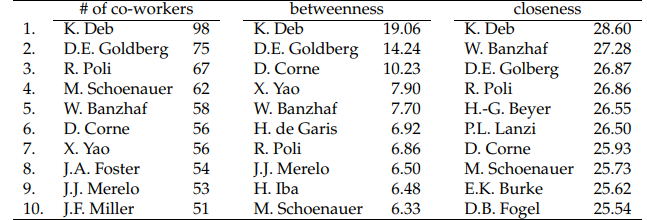 # of co-workers betweenness closeness
1. K. Deb 98 K. Deb 19.06 K. Deb 28.60
2. D.E. Goldberg 75 D.E. Goldberg 14.24 W. Banzhaf 27.28
3. R. Poli 67 D. Corne 10.23 D.E. Golberg 26.87
4. M. Schoenauer 62 X. Yao 7.90 R. Poli 26.86
5. W. Banzhaf 58 W. Banzhaf 7.70 H.-G. Beyer 26.55
6. D. Corne 56 H. de Garis 6.92 P.L. Lanzi 26.50
7. X. Yao 56 R. Poli 6.86 D. Corne 25.93
8. J.A. Foster 54 J.J. Merelo 6.50 M. Schoenauer 25.73
9. J.J. Merelo 53 H. Iba 6.48 E.K. Burke 25.62
10. J.F. Miller 51 M. Schoenauer 6.33 D.B. Fogel 25.54